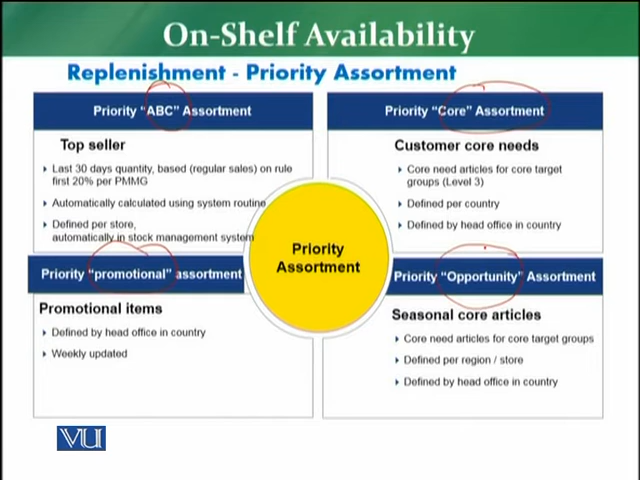 On-Shelf Availability
Replenishment - Priority Assortment
Priority "ABC" Assortment
Top seller
Last 30 days quantity, based (regular sales) on rule
first 20% per PMMG
Automatically calculated using system routine
Defined per store,
automatically in stock management system
Priority "Core" Assortment
Customer core needs
Core need articles for core target
groups (Level 3)
Defined per country
Defined by head office in country
Priority
Assortment
Priority "promotional" assortment
Promotional items
Defined by head office in country
Weekly updated
Priority "Opportunity" Assortment
Seasonal core articles
Core need articles for core target groups
Defined per region / store
Defined by head office in country
VU